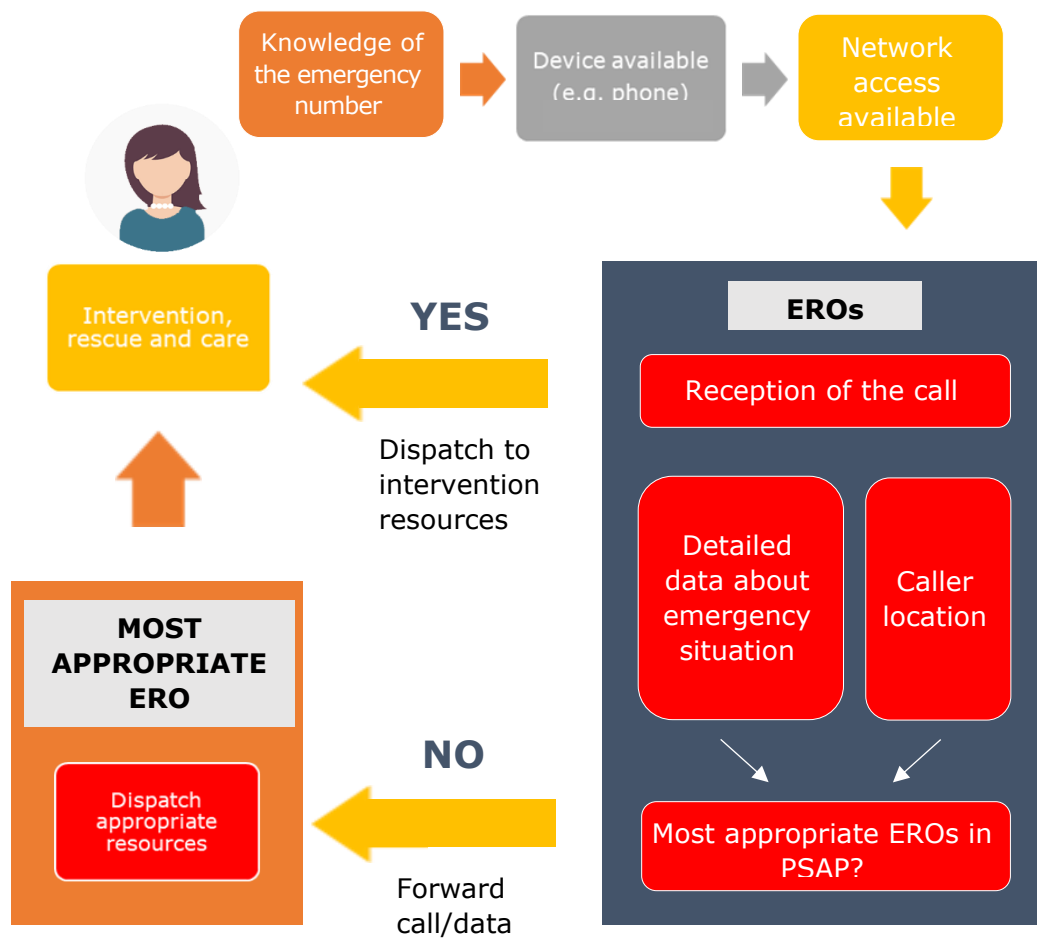 Knowledge of
the emergency
number
Device available
(e.g. phone)
Network
access
available
Intervention,
rescue and care
YES
Dispatch to
intervention
resources
EROs
Reception of the call
Detailed
data about
emergency
situation
Caller
location
Most appropriate EROs in
PSAP?
NO
Forward
call/data
MOST
APPROPRIATE
ERO
Dispatch
appropriate
resources